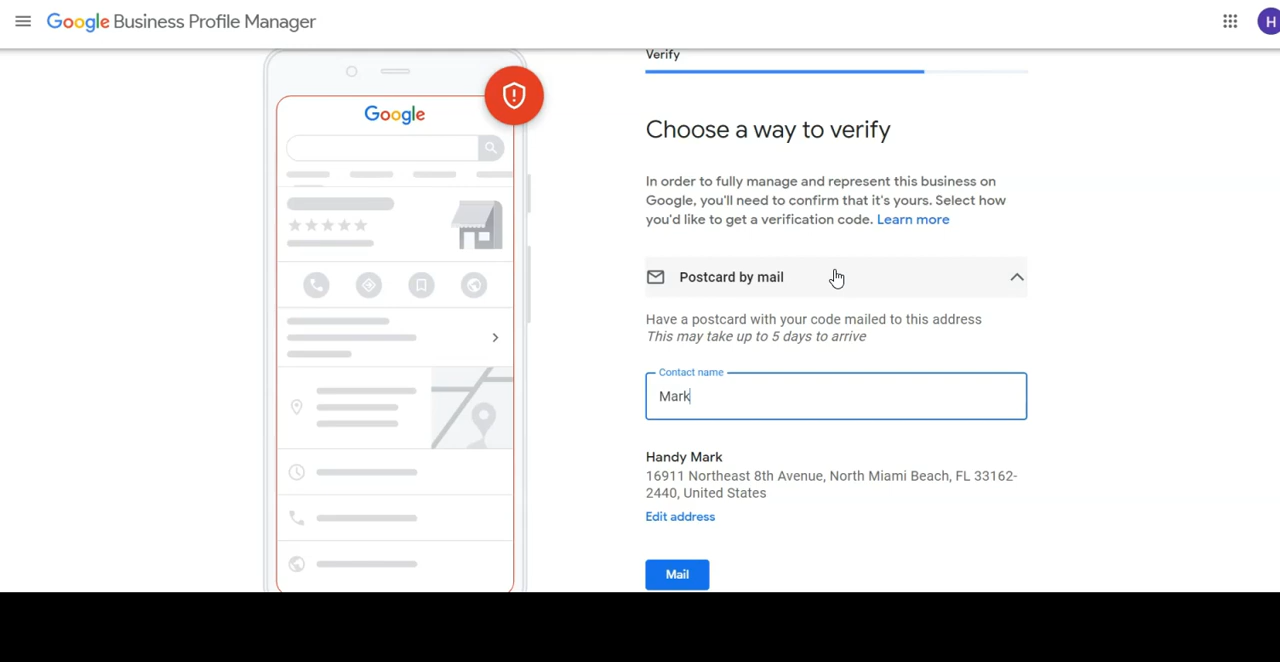 Google Business Profile Manager
H
Google
Verify
Choose a way to verify
In order to fully manage and represent this business on
Google, you'll need to confirm that it's yours. Select how
you'd like to get a verification code. Learn more
Postcard by mail
Have a postcard with your code mailed to this address
This may take up to 5 days to arrive
Contact name
Mark
Handy Mark
16911 Northeast 8th Avenue, North Miami Beach, FL 33162-
2440, United States
Edit address
Mail